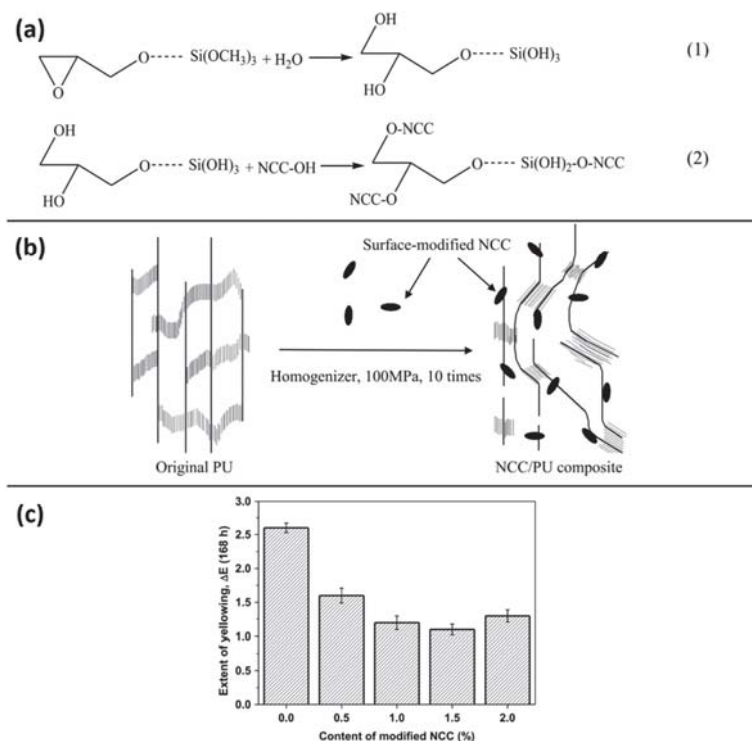 (a)
OH
O
Si(OCH3)3 + H2O
O
HO
O
Si(OH)3
(1)
OH
HO
O
Si(OH)3 + NCC-OH
O-NCC
NCC-O
O
Si(OH)2-O-NCC
(2)
(b)
Surface-modified NCC
Homogenizer, 100MPa, 10 times
Original PU
NCC/PU composite
(c)
Extent of yellowing, ΔE (168 h)
3.0
2.5
2.0
1.5
1.0
0.5
0.0
0.0 0.5 1.0 1.5 2.0
Content of modified NCC (%)